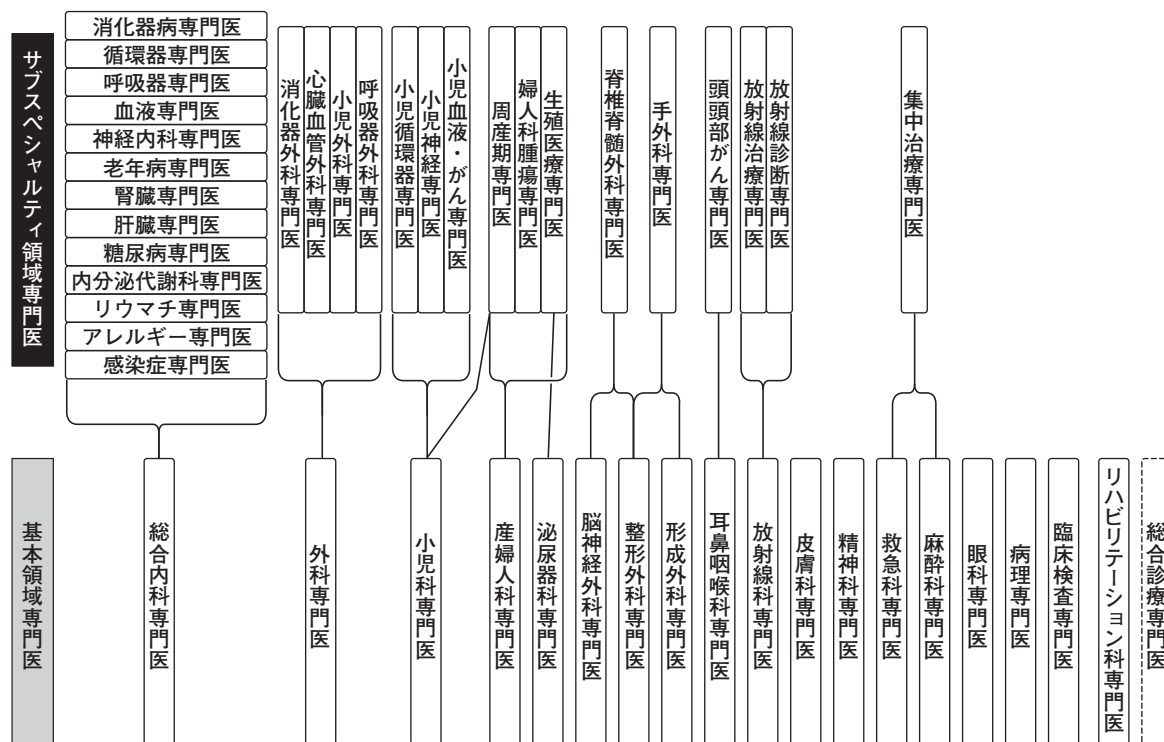 サブスペシャルティ領域専門医
消化器病専門医
循環器専門医
呼吸器専門医
血液専門医
神経内科専門医
老年病専門医
腎臓専門医
肝臓専門医
糖尿病専門医
内分泌代謝科専門医
リウマチ専門医
アレルギー専門医
感染症専門医
消化器外科専門医
心臓血管外科専門医
小児外科専門医
呼吸器外科専門医
小児循環器専門医
小児神経専門医
小児血液・がん専門医
周産期専門医
婦人科腫瘍専門医
生殖医療専門医
脊椎脊髄外科専門医
手外科専門医
頭頭部がん専門医
放射線治療専門医
放射線診断専門医
集中治療専門医
基本領域専門医
総合内科専門医
外科専門医
小児科専門医
産婦人科専門医
泌尿器科専門医
脳神経外科専門医
整形外科専門医
形成外科専門医
耳鼻咽喉科専門医
放射線科専門医
皮膚科専門医
精神科専門医
救急科専門医
麻酔科専門医
眼科専門医
病理専門医
臨床検査専門医
リハビリテーション科専門医
総合診療専門医